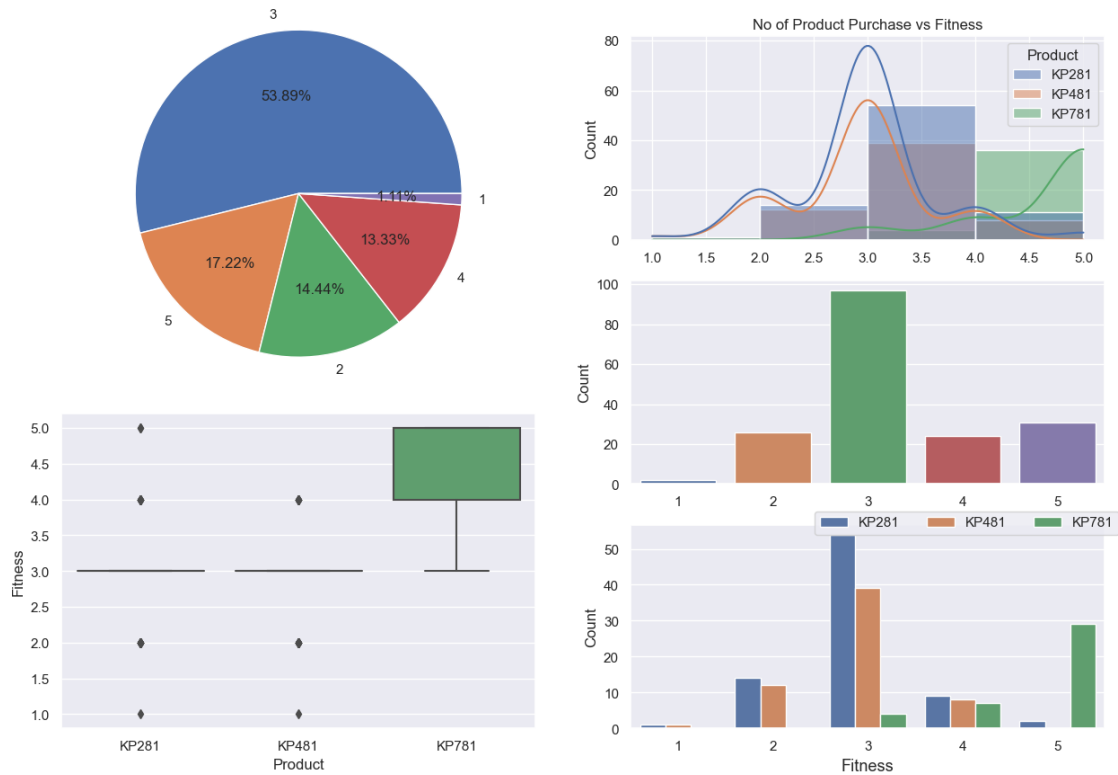 3
53.89%
1.11%
1
13.33%
4
17.22%
5
14.44%
2
No of Product Purchase vs Fitness
Product
KP281
KP481
KP781
Count
80
60
40
20
0
1.0 1.5 2.0 2.5 3.0 3.5 4.0 4.5 5.0
Count
100
80
60
40
20
0
1 2 3 4 5
Fitness
5.0
4.5
4.0
3.5
3.0
2.5
2.0
1.5
1.0
KP281 KP481 KP781
Product
KP281 KP481 KP781
Count
50
40
30
20
10
0
1 2 3 4 5
Fitness